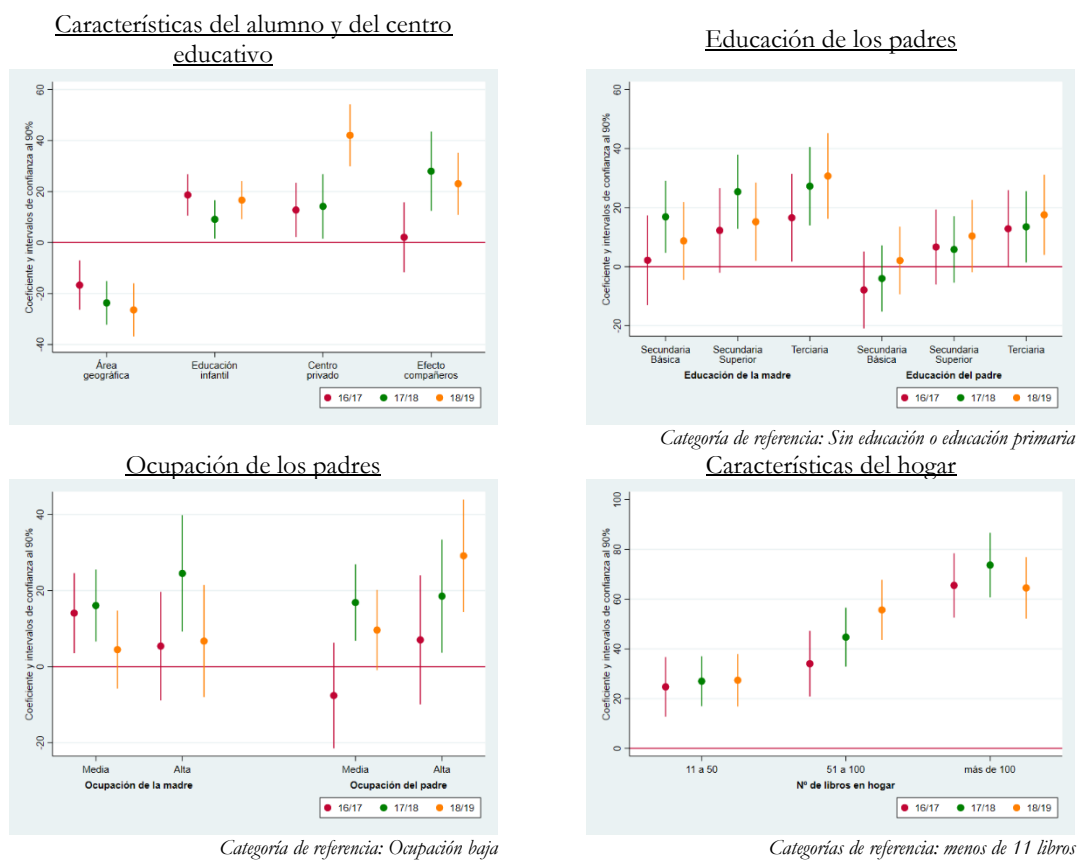 Características del alumno y del centro
educativo
Coeficiente y intervalos de confianza al 90%
60
40
20
0
-20
-40
Área
geográfica
Educación
infantil
Centro
privado
Efecto
compañeros
16/17 17/18 18/19
Educación de los padres
Coeficiente y intervalos de confianza al 90%
60
40
20
0
-20
Secundaria
Básica
Secundaria
Superior
Terciaria
Secundaria
Básica
Secundaria
Superior
Terciaria
Educación de la madre
Educación del padre
16/17 17/18 18/19
Categoría de referencia: Sin educación o educación primaria
Ocupación de los padres
Coeficiente y intervalos de confianza al 90%
40
20
0
-20
Media
Alta
Media
Alta
Ocupación de la madre
Ocupación del padre
16/17 17/18 18/19
Categoría de referencia: Ocupación baja
Características del hogar
Coeficiente y intervalos de confianza al 90%
100
80
60
40
20
0
11 a 50
51 a 100
màs de 100
Nº de libros en hogar
16/17 17/18 18/19
Categorías de referencia: menos de 11 libros